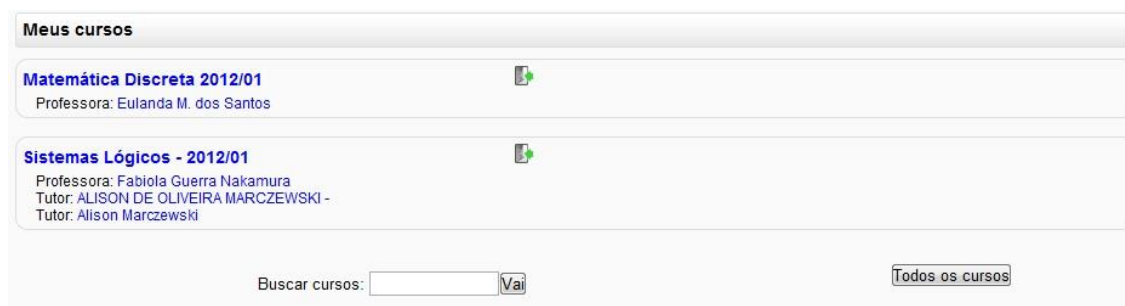 Meus cursos
Matemática Discreta 2012/01
Professora: Eulanda M. dos Santos
Sistemas Lógicos - 2012/01
Professora: Fabiola Guerra Nakamura
Tutor: ALISON DE OLIVEIRA MARCZEWSKI -
Tutor: Alison Marczewski
Buscar cursos: Vai Todos os cursos